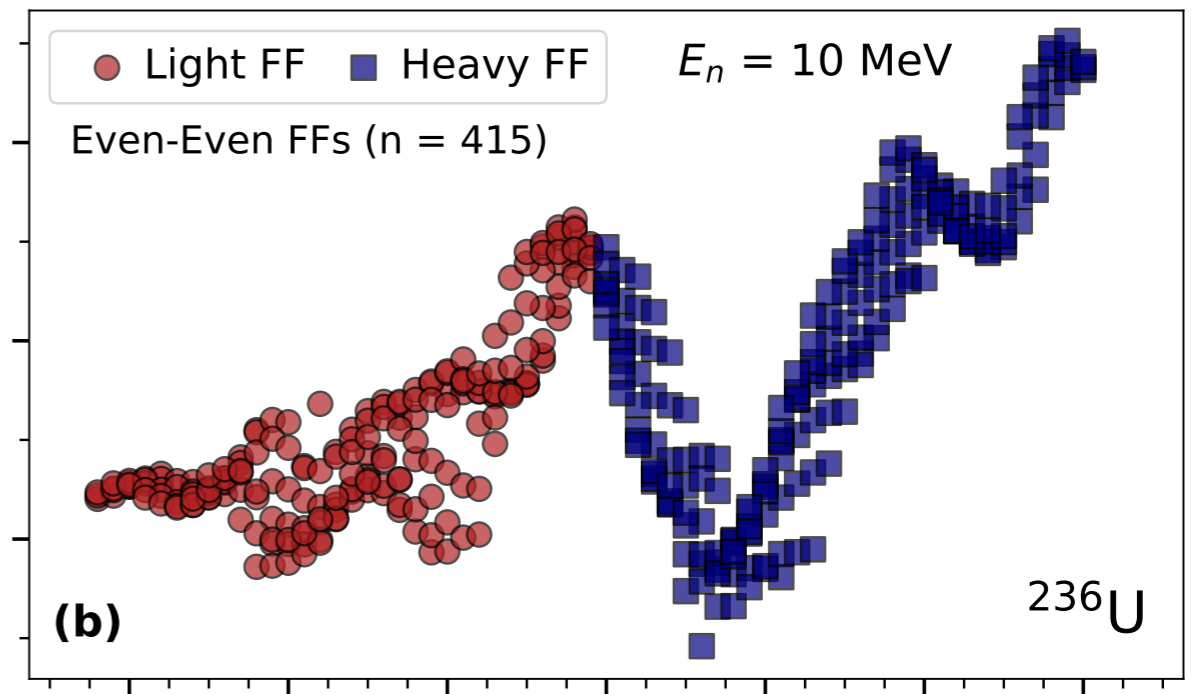 Light FF Heavy FF
E_n = 10 MeV
Even-Even FFs (n = 415)
(b)
²³⁶U